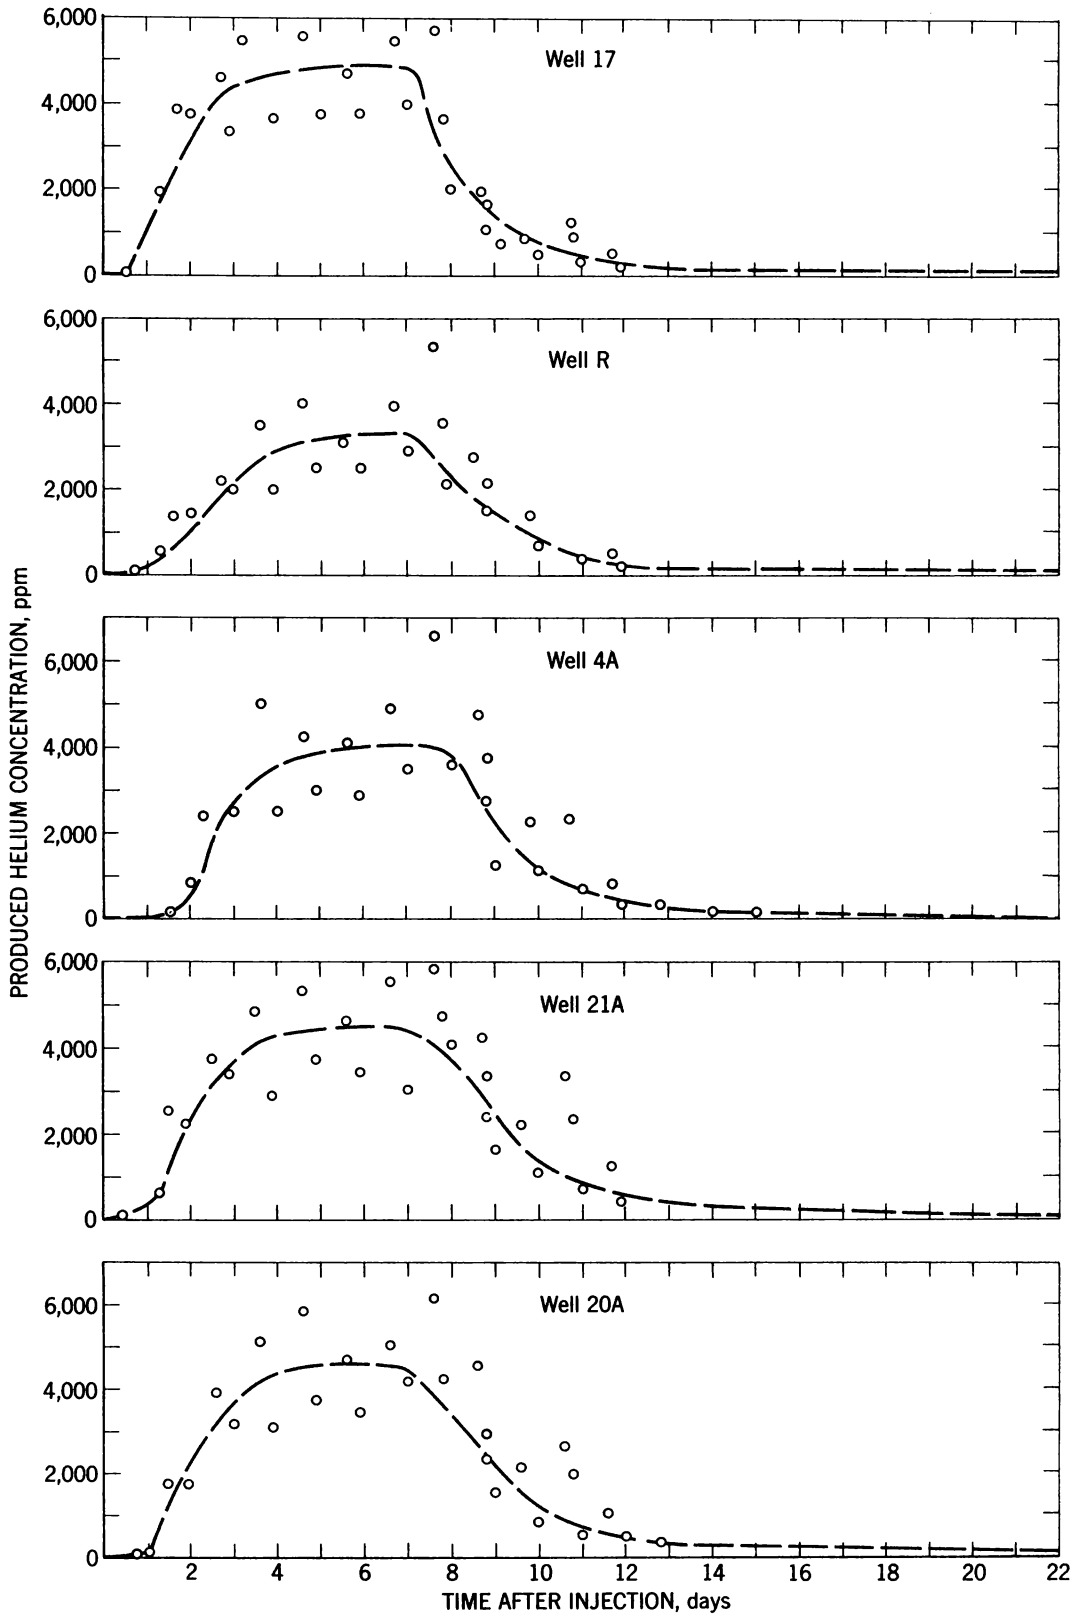 6,000
Well 17
4,000
2,000
0
6,000
Well R
4,000
2,000
0
6,000
Well 4A
4,000
2,000
0
6,000
Well 21A
4,000
2,000
0
6,000
Well 20A
4,000
2,000
0
2 4 6 8 10 12 14 16 18 20 22
TIME AFTER INJECTION, days
PRODUCED HELIUM CONCENTRATION, ppm